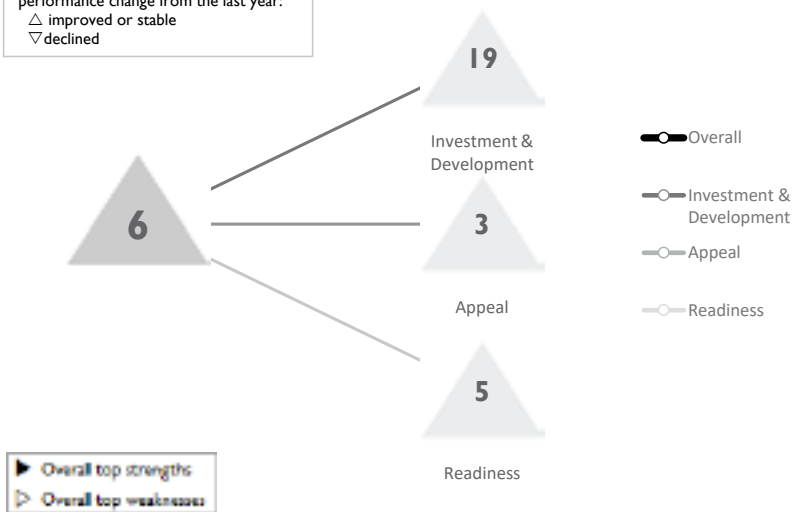 performance change from the last year:
△ improved or stable
▽ declined
19
Investment &
Development
6
3
Appeal
5
Readiness
Overall
Investment &
Development
Appeal
Readiness
▶ Overall top strengths
▷ Overall top weaknesses